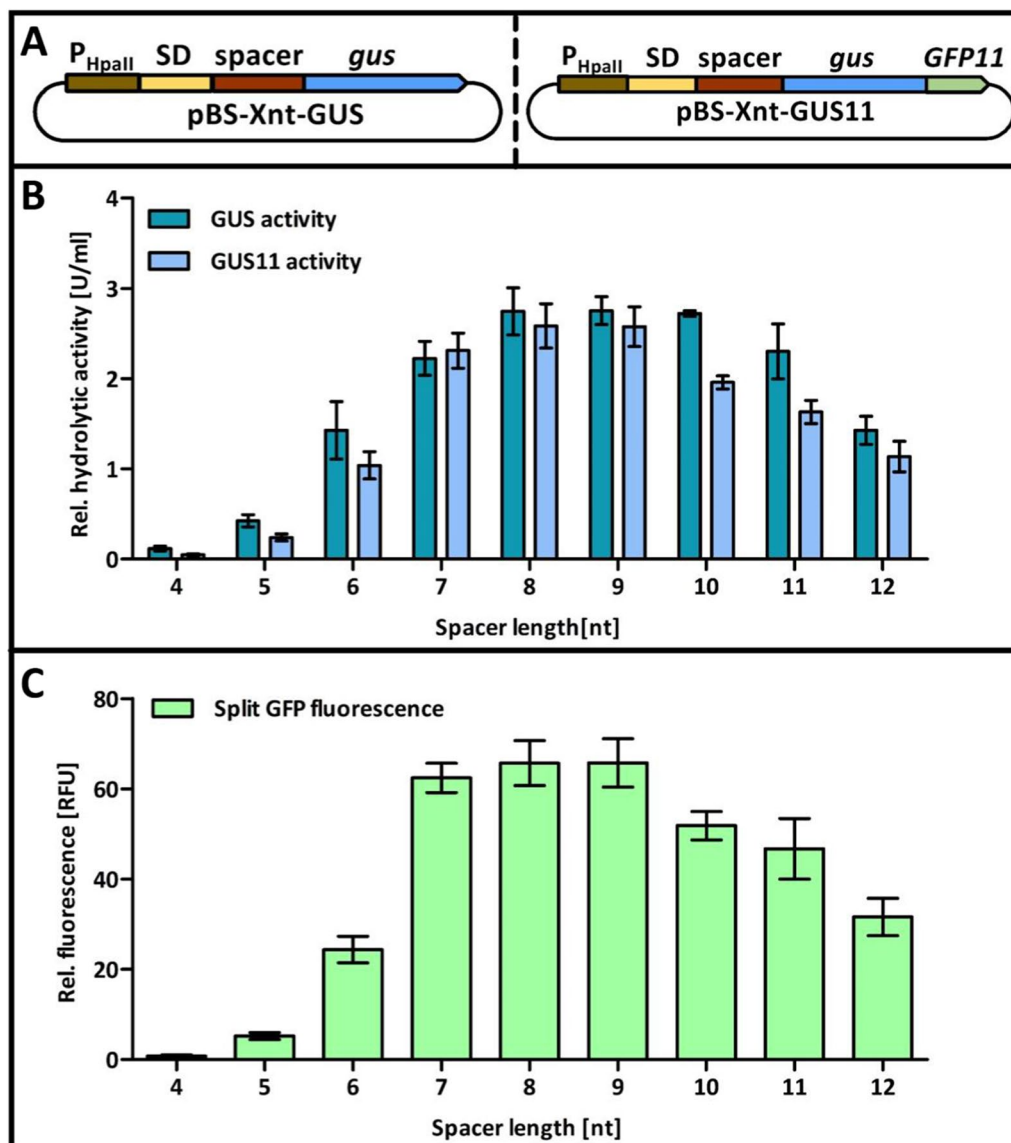 A
P_HpaII SD spacer gus
pBS-Xnt-GUS
P_HpaII SD spacer gus GFP11
pBS-Xnt-GUS11
B
Rel. hydrolytic activity [U/ml]
4
3
2
1
0
GUS activity
GUS11 activity
4 5 6 7 8 9 10 11 12
Spacer length[nt]
C
Rel. fluorescence [RFU]
80
60
40
20
0
Split GFP fluorescence
4 5 6 7 8 9 10 11 12
Spacer length [nt]